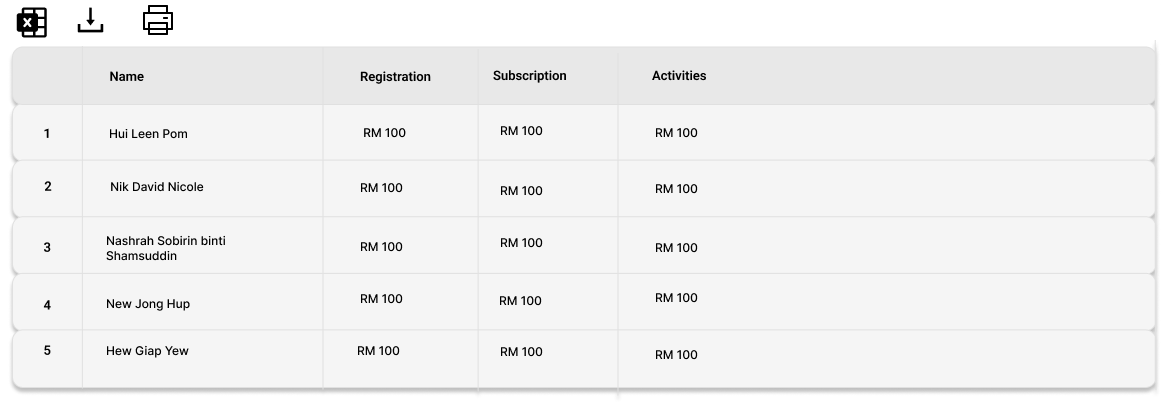 Name Registration Subscription Activities
1 Hui Leen Pom RM 100 RM 100 RM 100
2 Nik David Nicole RM 100 RM 100 RM 100
3 Nashrah Sobirin binti RM 100 RM 100 RM 100
Shamsuddin
4 New Jong Hup RM 100 RM 100 RM 100
5 Hew Giap Yew RM 100 RM 100 RM 100